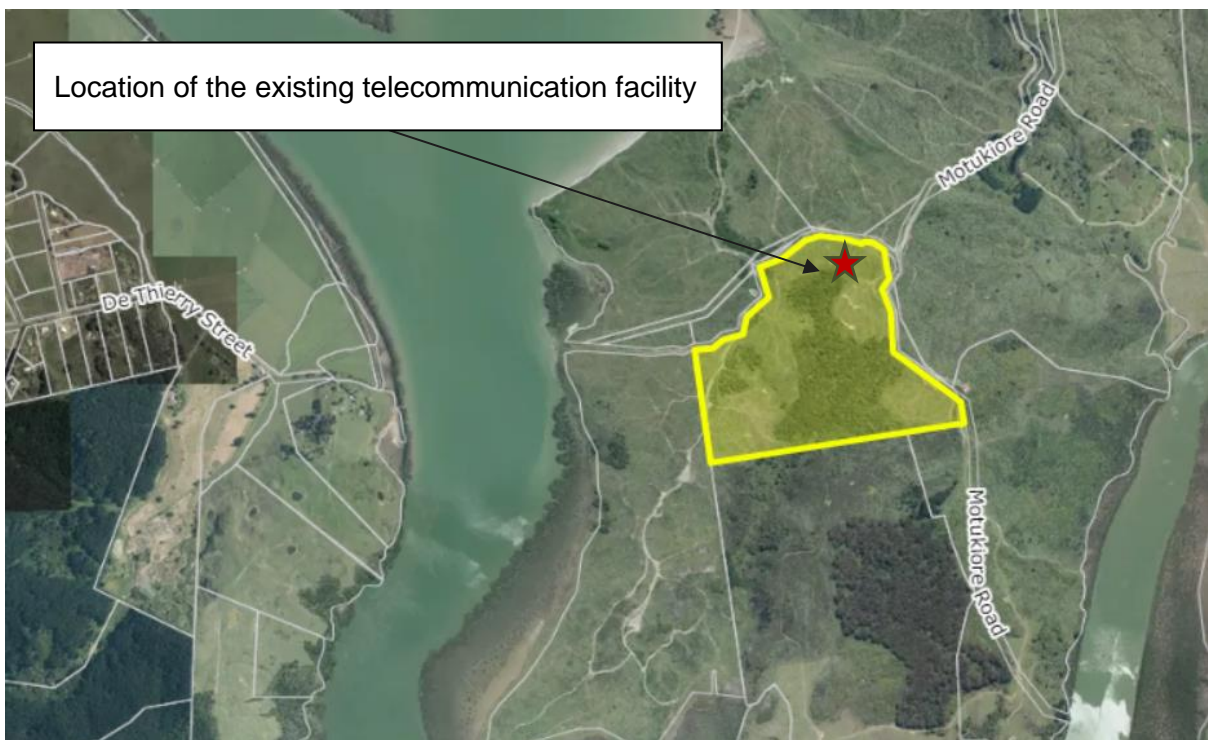 Location of the existing telecommunication facility
Motukiore Road
De Thierry Street
Motukiore Road